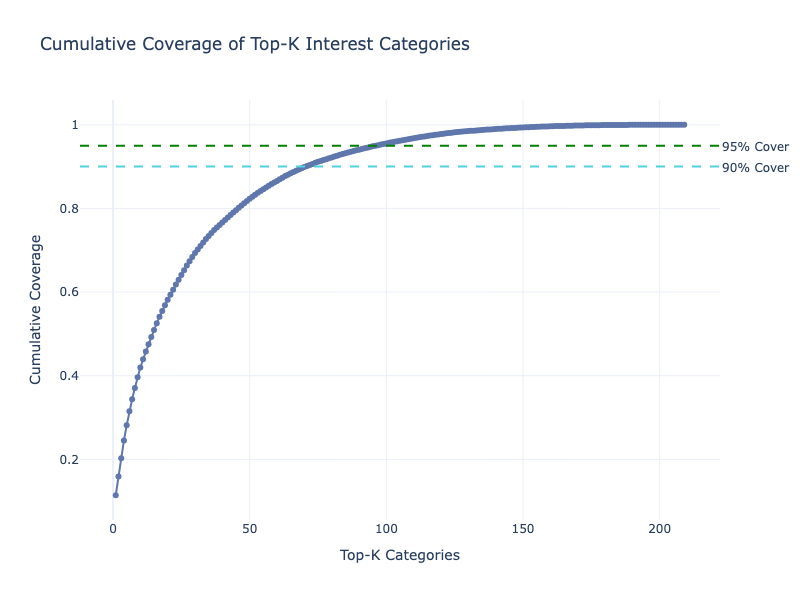 Cumulative Coverage of Top-K Interest Categories
Cumulative Coverage
1
0.8
0.6
0.4
0.2
95% Cover
90% Cover
0 50 100 150 200
Top-K Categories